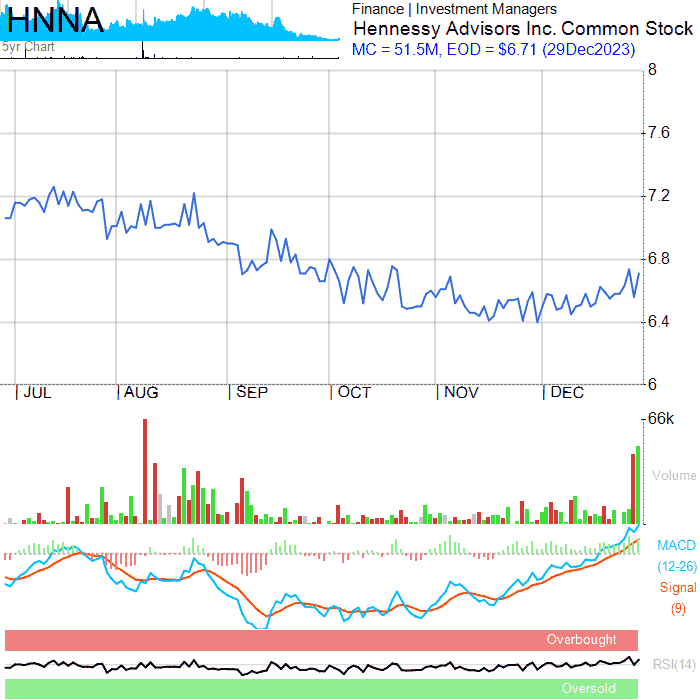 HNNA
Finance | Investment Managers
Hennessy Advisors Inc. Common Stock
MC = 51.5M, EOD = $6.71 (29Dec2023)
5yr Chart
8
7.6
7.2
6.8
6.4
6
JUL AUG SEP OCT NOV DEC
66k
Volume
MACD
(12-26)
Signal
(9)
Overbought
RSI(14)
Oversold